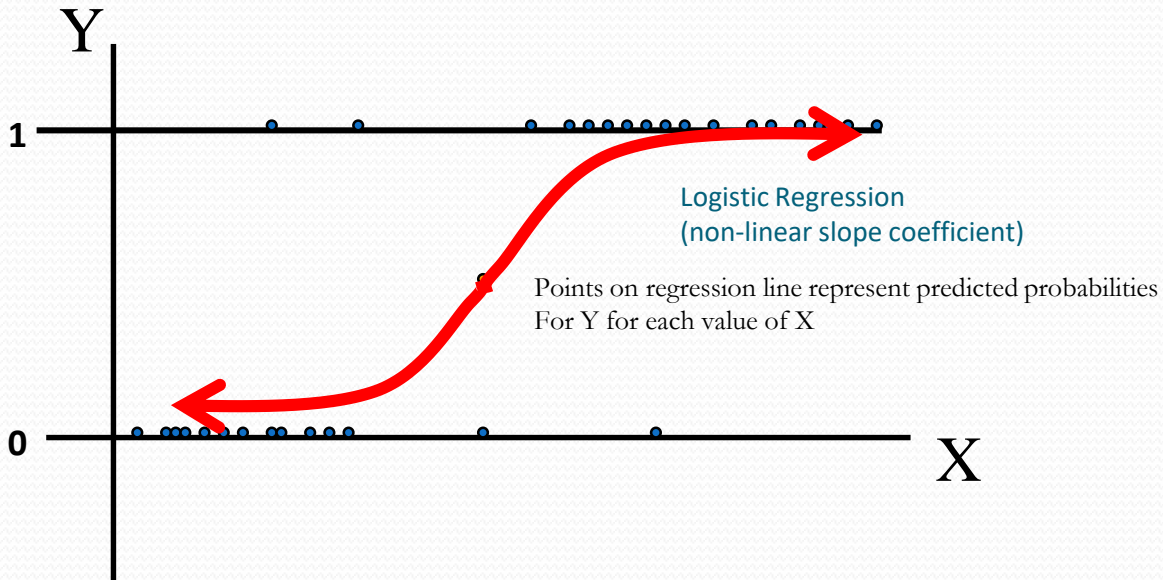 Y
1
Logistic Regression
(non-linear slope coefficient)
Points on regression line represent predicted probabilities
For Y for each value of X
0
X